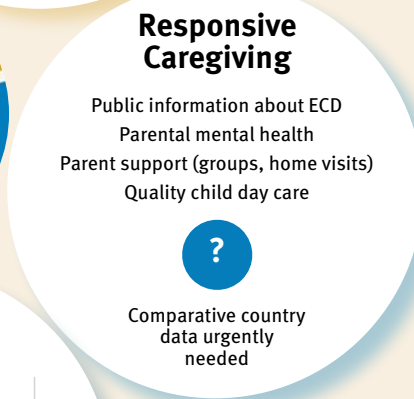 Responsive
Caregiving
Public information about ECD
Parental mental health
Parent support (groups, home visits)
Quality child day care
?
Comparative country
data urgently
needed